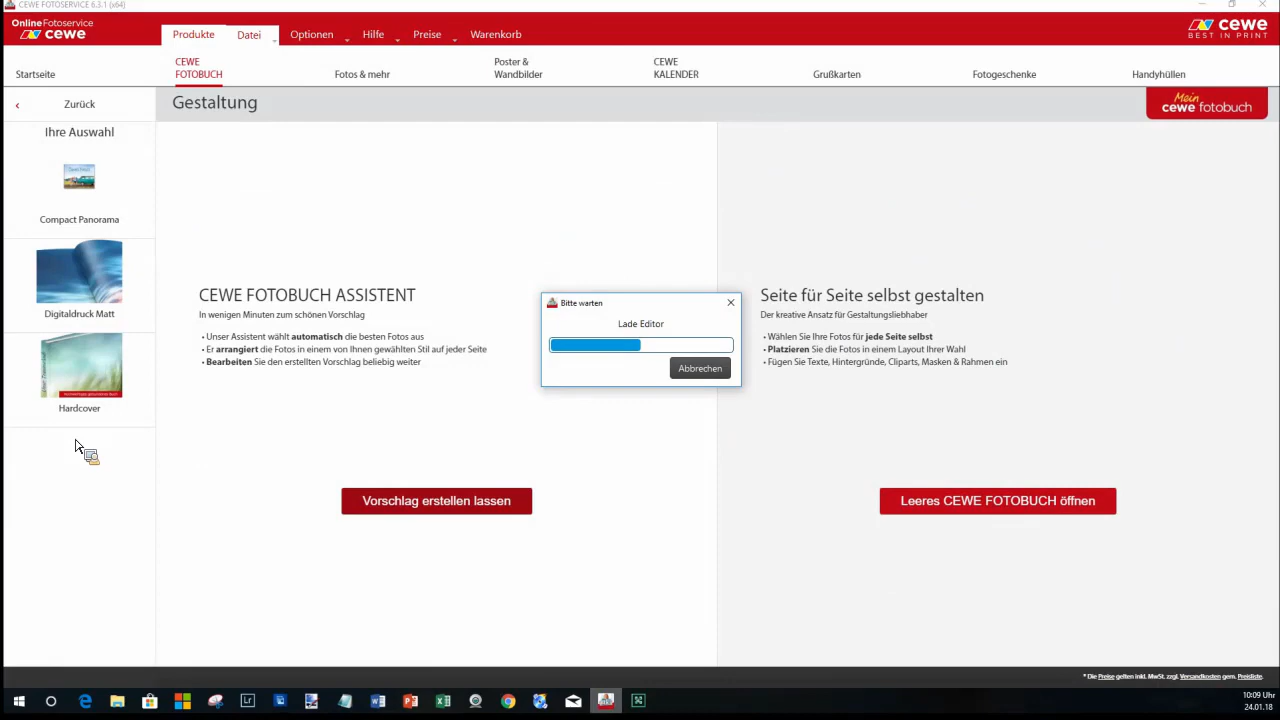 CEWE FOTOSERVICE 6.3.1 (x64)
OnlineFotoservice
cewe
Produkte
Datei
Optionen
Hilfe
Preise
Warenkorb
cewe
BEST IN PRINT
Startseite
CEWE
FOTOBUCH
Fotos & mehr
Poster &
Wandbilder
CEWE
KALENDER
Grußkarten
Fotogeschenke
Handyhüllen
Zurück
Gestaltung
Mein
cewe fotobuch
Ihre Auswahl
Compact Panorama
Digitaldruck Matt
Hardcover
CEWE FOTOBUCH ASSISTENT
In wenigen Minuten zum schönen Vorschlag
• Unser Assistent wählt automatisch die besten Fotos aus
• Er arrangiert die Fotos in einem von Ihnen gewählten Stil auf jeder Seite
• Bearbeiten Sie den erstellten Vorschlag beliebig weiter
Vorschlag erstellen lassen
Bitte warten
Lade Editor
Abbrechen
Seite für Seite selbst gestalten
Der kreative Ansatz für Gestaltungsliebhaber
• Wählen Sie Ihre Fotos für jede Seite selbst
• Platzieren Sie die Fotos in einem Layout Ihrer Wahl
• Fügen Sie Texte, Hintergründe, Cliparts, Masken & Rahmen ein
Leeres CEWE FOTOBUCH öffnen
* Die Preise gelten inkl. MwSt. zzgl. Versandkosten gem. Preisliste.
Lr
10:09 Uhr
24.01.18